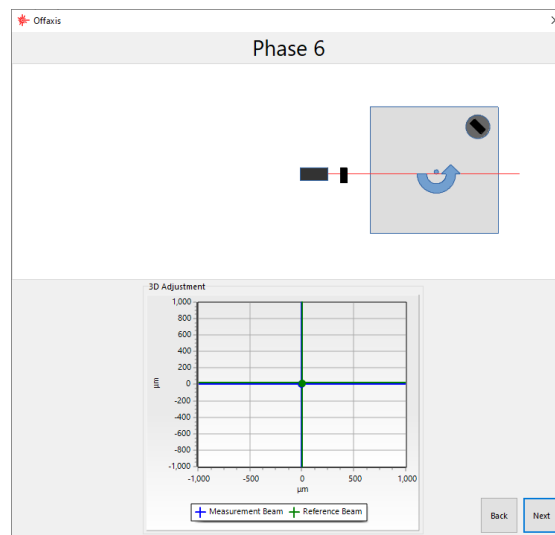 Offaxis
Phase 6
3D Adjustment
1,000
800
600
400
200
0
-200
-400
-600
-800
-1,000
µm
-1,000 -500 0 500 1,000
µm
Measurement Beam Reference Beam
Back Next